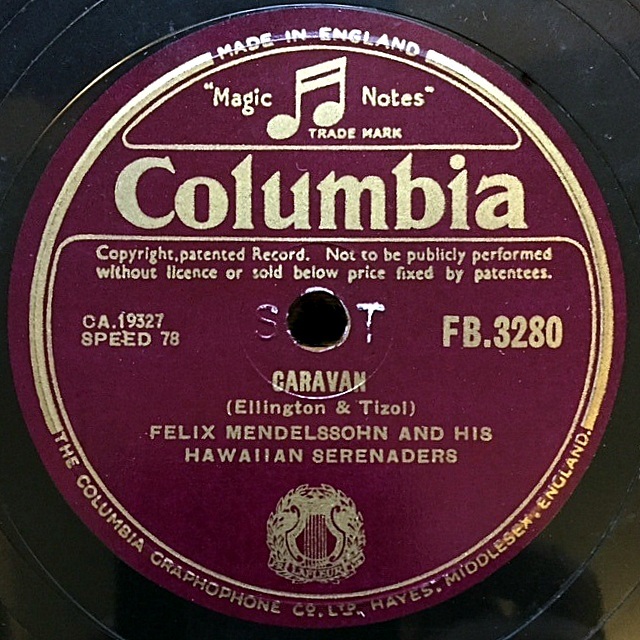 MADE IN ENGLAND
"Magic Notes"
TRADE MARK
Columbia
Copyright, patented Record. Not to be publicly performed
without licence or sold below price fixed by patentees.
S T
CA.19327
SPEED 78
FB.3280
CARAVAN
(Ellington & Tizol)
FELIX MENDELSSOHN AND HIS
HAWAIIAN SERENADERS
THE COLUMBIA GRAPHOPHONE CO. LTD. HAYES, MIDDLESEX, ENGLAND.